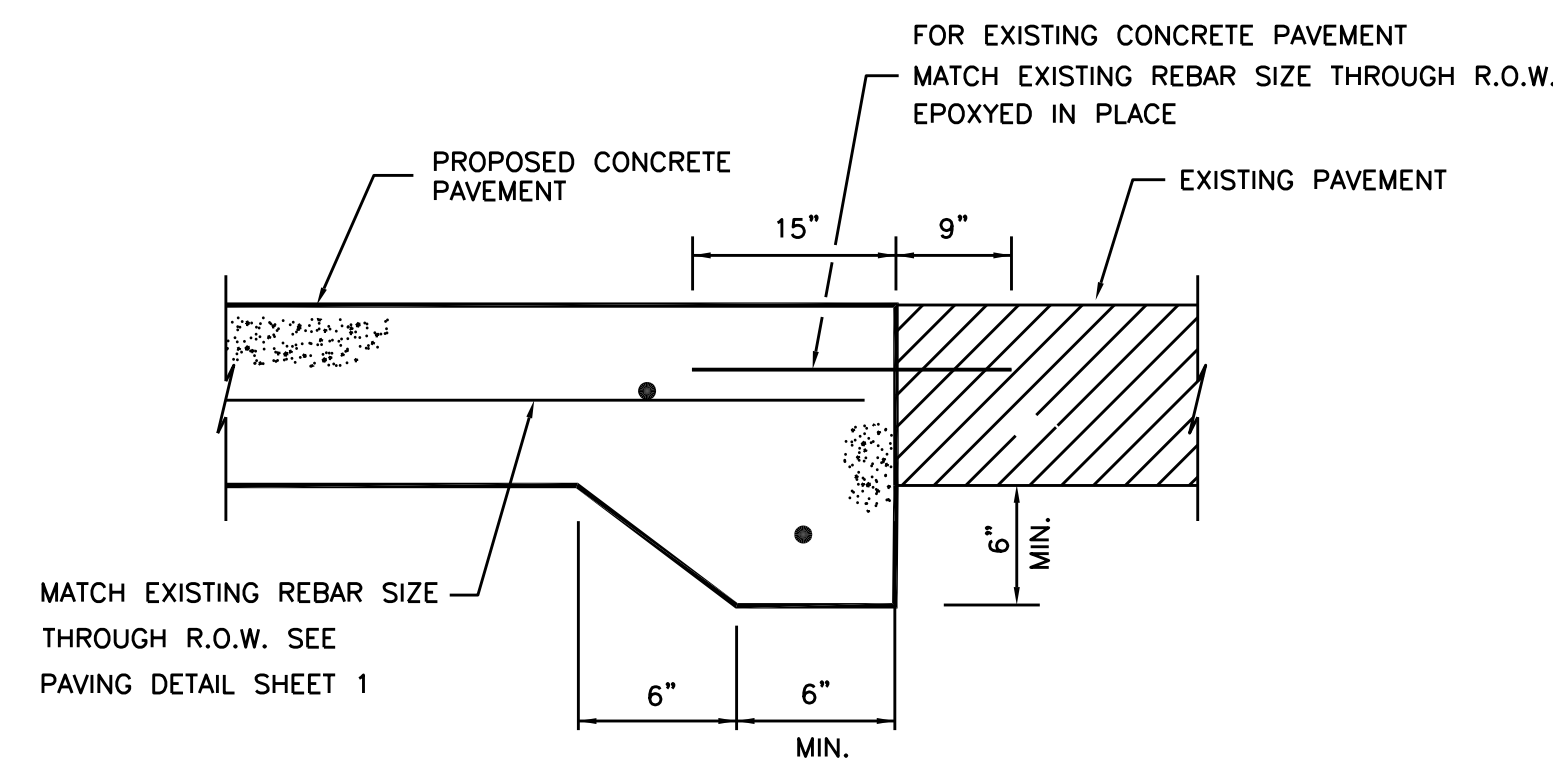 FOR EXISTING CONCRETE PAVEMENT
MATCH EXISTING REBAR SIZE THROUGH R.O.W.
EPOXYED IN PLACE
PROPOSED CONCRETE
PAVEMENT
EXISTING PAVEMENT
15"
9"
6"
MIN.
MATCH EXISTING REBAR SIZE
THROUGH R.O.W. SEE
PAVING DETAIL SHEET 1
6"
6"
MIN.